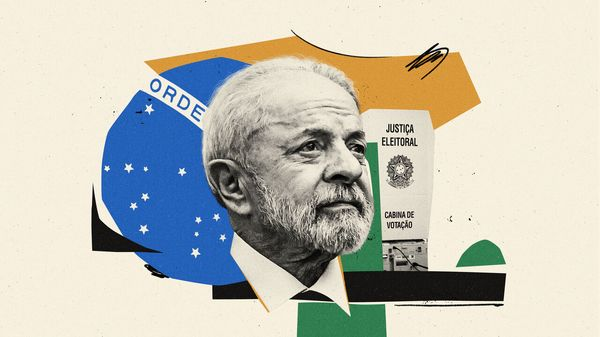 ORDE
JUSTIÇA
ELEITORAL
CABINA DE
VOTAÇÃO